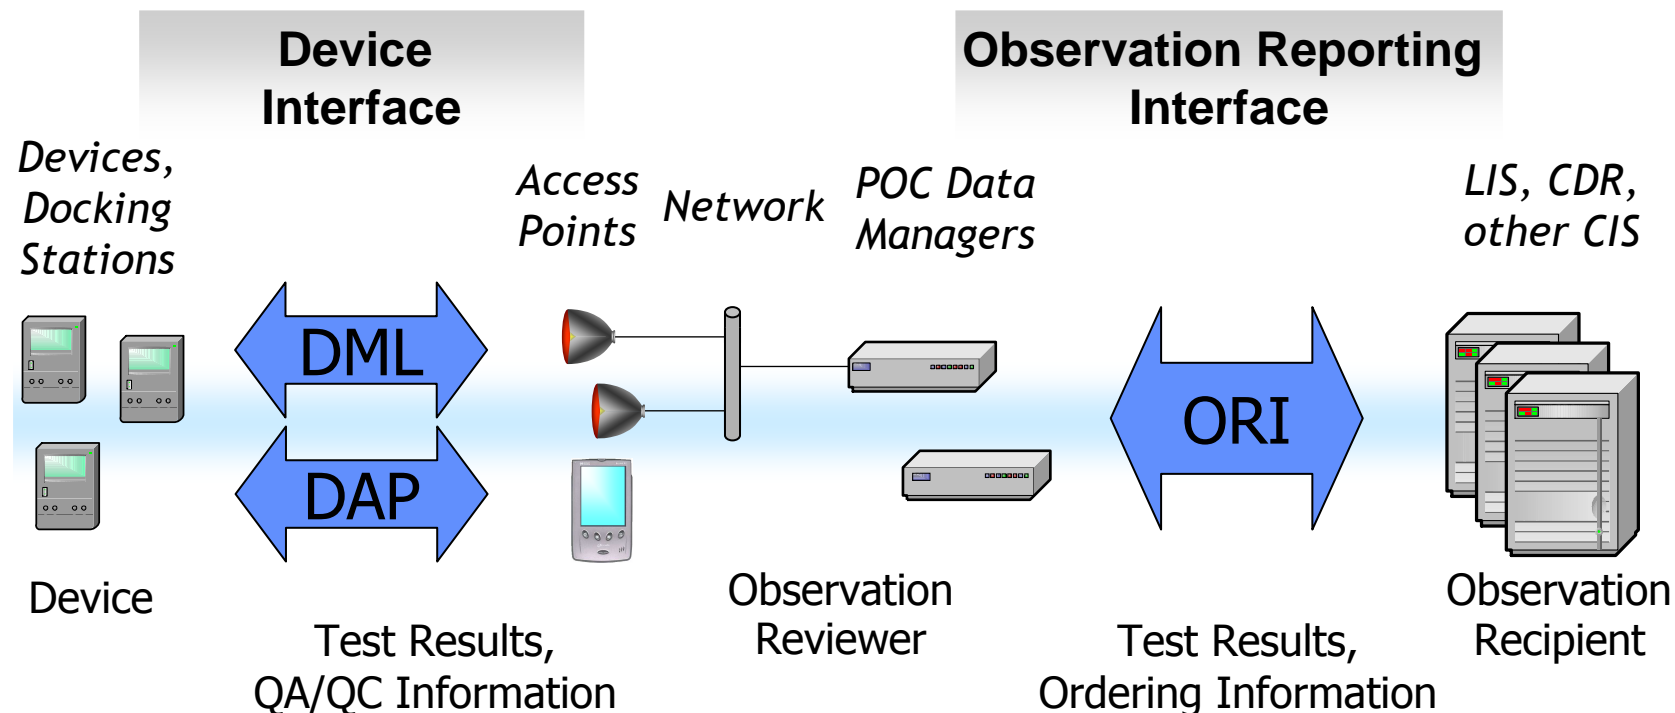 Device
Interface
Observation Reporting
Interface
Devices,
Docking
Stations
Access
Points
Network
POC Data
Managers
LIS, CDR,
other CIS
DML
DAP
ORI
Device
Test Results,
QA/QC Information
Observation
Reviewer
Test Results,
Ordering Information
Observation
Recipient